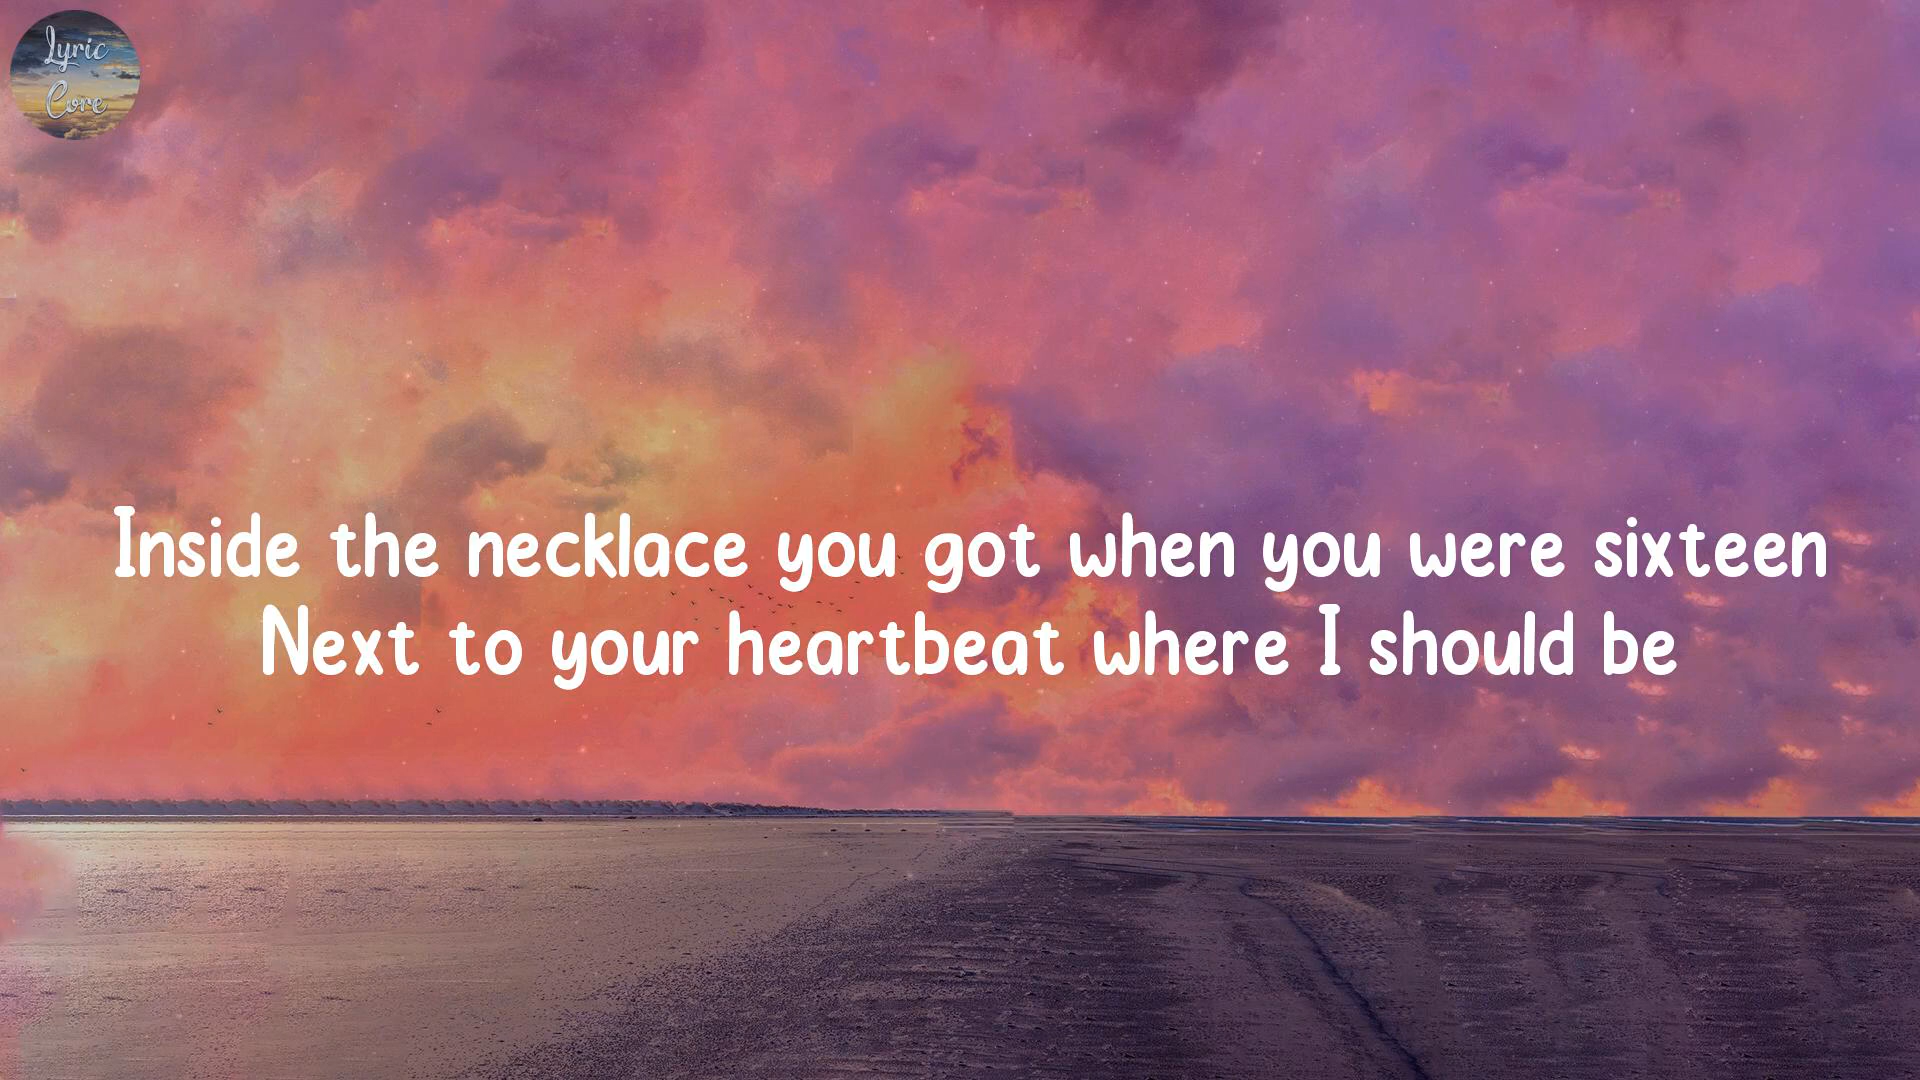 Lyric
Core
Inside the necklace you got when you were sixteen
Next to your heartbeat where I should be